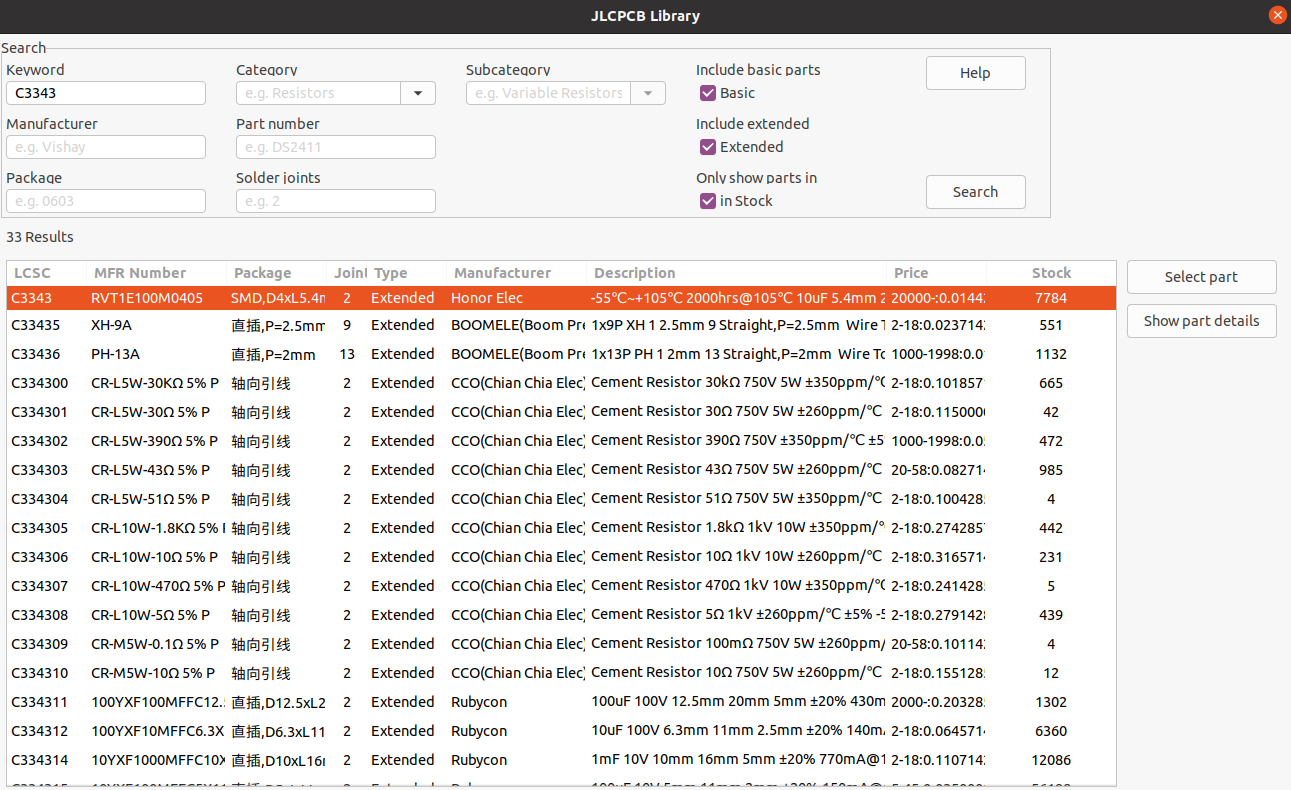 JLCPCB Library
Search
Keyword Category Subcategory Include basic parts Help
C3343 e.g. Resistors e.g. Variable Resistors Basic
Manufacturer Part number Include extended
e.g. Vishay e.g. DS2411 Extended
Package Solder joints Only show parts in
e.g. 0603 e.g. 2 in Stock Search
33 Results
LCSC MFR Number Package Joint Type Manufacturer Description Price Stock Select part
C3343 RVT1E100M0405 SMD,D4xL5.4m 2 Extended Honor Elec -55℃~+105℃ 2000hrs@105℃ 10uF 5.4mm 2 20000-:0.01442 7784
Show part details
C33435 XH-9A 直插,P=2.5mm 9 Extended BOOMELE(Boom Pre 1x9P XH 1 2.5mm 9 Straight,P=2.5mm Wire T 2-18:0.0237142 551
C33436 PH-13A 直插,P=2mm 13 Extended BOOMELE(Boom Pre 1x13P PH 1 2mm 13 Straight,P=2mm Wire To 1000-1998:0.01 1132
C334300 CR-L5W-30KΩ 5% P 轴向引线 2 Extended CCO(Chian Chia Elec) Cement Resistor 30kΩ 750V 5W ±350ppm/℃ 2-18:0.101857 665
C334301 CR-L5W-30Ω 5% P 轴向引线 2 Extended CCO(Chian Chia Elec) Cement Resistor 30Ω 750V 5W ±260ppm/℃ 2-18:0.115000 42
C334302 CR-L5W-390Ω 5% P 轴向引线 2 Extended CCO(Chian Chia Elec) Cement Resistor 390Ω 750V ±350ppm/℃ ±5 1000-1998:0.0 472
C334303 CR-L5W-43Ω 5% P 轴向引线 2 Extended CCO(Chian Chia Elec) Cement Resistor 43Ω 750V 5W ±260ppm/℃ 20-58:0.082714 985
C334304 CR-L5W-51Ω 5% P 轴向引线 2 Extended CCO(Chian Chia Elec) Cement Resistor 51Ω 750V 5W ±350ppm/℃ 2-18:0.100428 4
C334305 CR-L10W-1.8KΩ 5% 轴向引线 2 Extended CCO(Chian Chia Elec) Cement Resistor 1.8kΩ 1kV 10W ±350ppm/° 2-18:0.274285 442
C334306 CR-L10W-10Ω 5% P 轴向引线 2 Extended CCO(Chian Chia Elec) Cement Resistor 10Ω 1kV 10W ±260ppm/℃ 2-18:0.316571 231
C334307 CR-L10W-470Ω 5% P 轴向引线 2 Extended CCO(Chian Chia Elec) Cement Resistor 470Ω 1kV 10W ±350ppm/℃ 2-18:0.241428 5
C334308 CR-L10W-5Ω 5% P 轴向引线 2 Extended CCO(Chian Chia Elec) Cement Resistor 5Ω 1kV ±260ppm/℃ ±5% -5 2-18:0.279142 439
C334309 CR-M5W-0.1Ω 5% P 轴向引线 2 Extended CCO(Chian Chia Elec) Cement Resistor 100mΩ 750V 5W ±260ppm/ 20-58:0.101142 4
C334310 CR-M5W-10Ω 5% P 轴向引线 2 Extended CCO(Chian Chia Elec) Cement Resistor 10Ω 750V 5W ±260ppm/℃ 2-18:0.155128 12
C334311 100YXF100MFFC12. 直插,D12.5xL2 2 Extended Rubycon 100uF 100V 12.5mm 20mm 5mm ±20% 430m 2000-:0.203285 1302
C334312 100YXF10MFFC6.3X 直插,D6.3xL11 2 Extended Rubycon 10uF 100V 6.3mm 11mm 2.5mm ±20% 140m 2-18:0.064571 6360
C334314 10YXF1000MFFC10X 直插,D10xL16 2 Extended Rubycon 1mF 10V 10mm 16mm 5mm ±20% 770mA@1 2-18:0.110714 12086